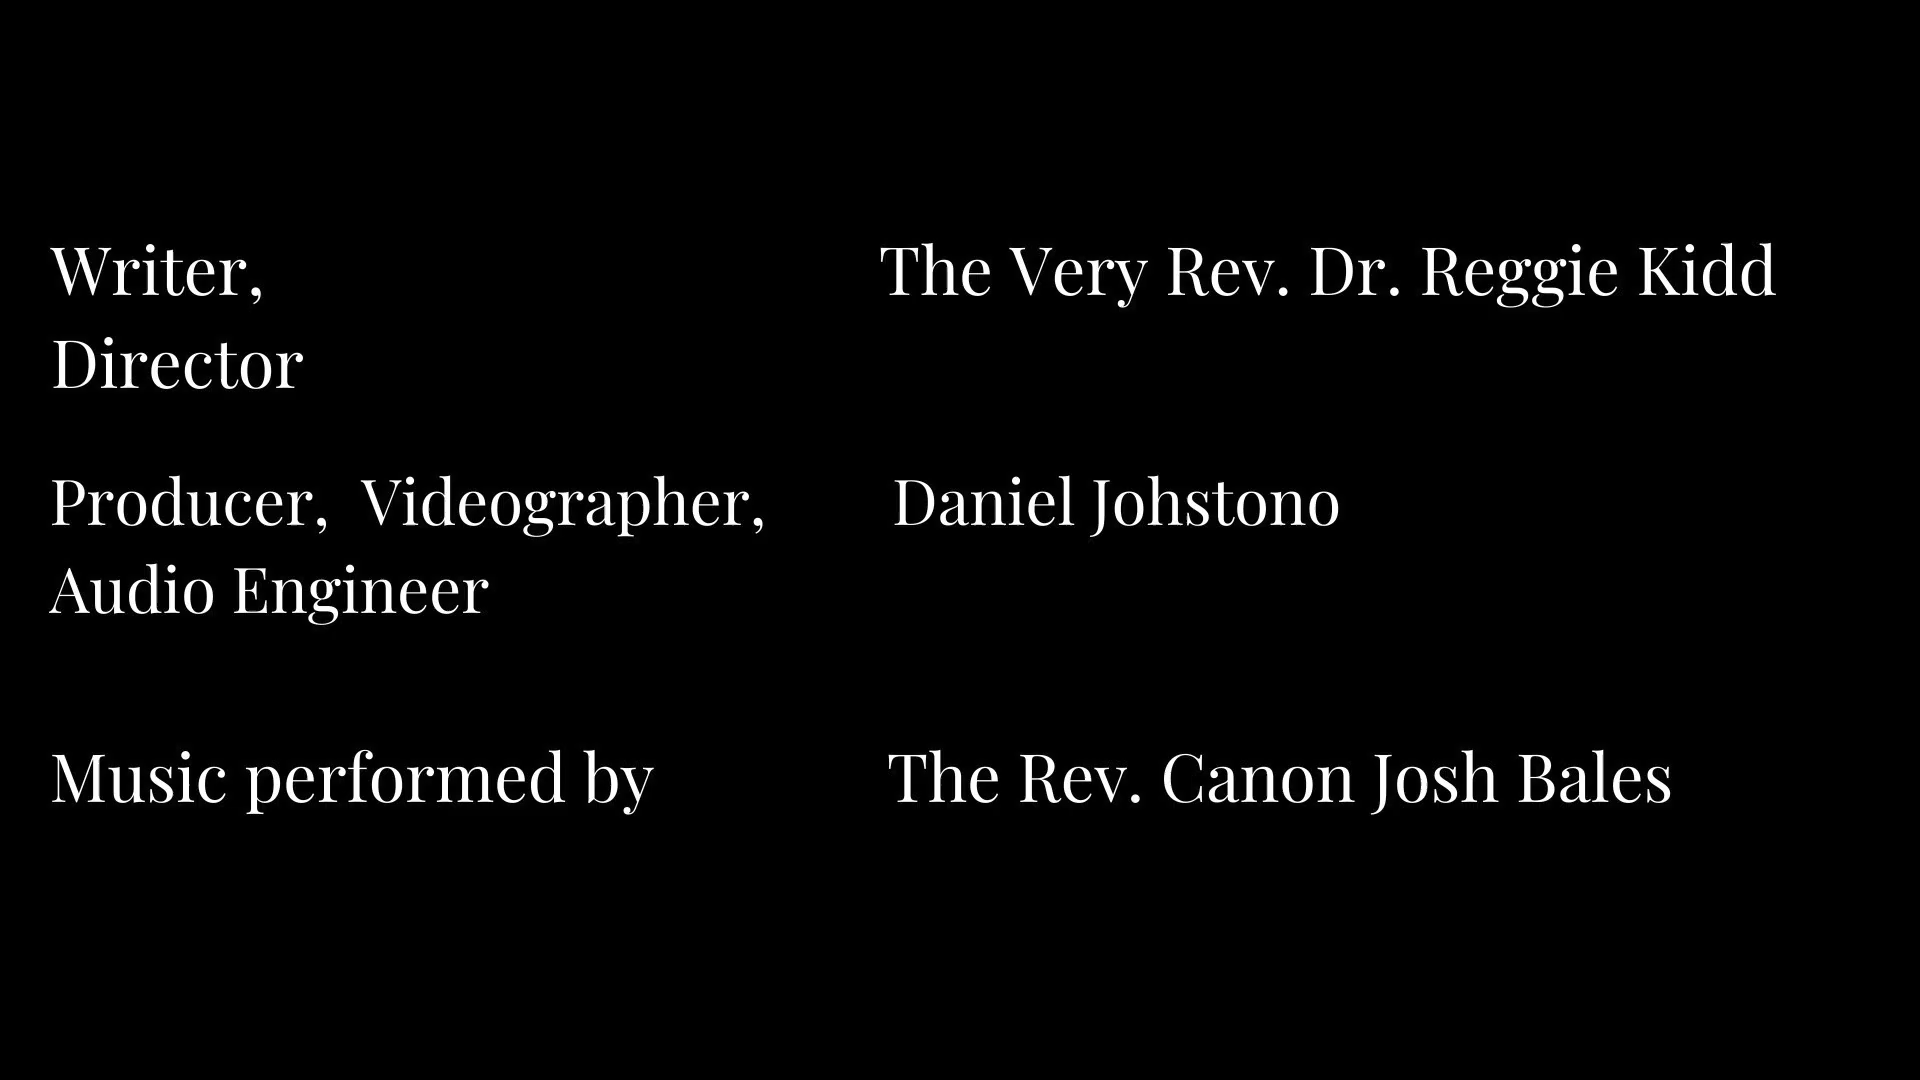 Writer, The Very Rev. Dr. Reggie Kidd
Director
Producer,  Videographer, Daniel Johstono
Audio Engineer
Music performed by The Rev. Canon Josh Bales